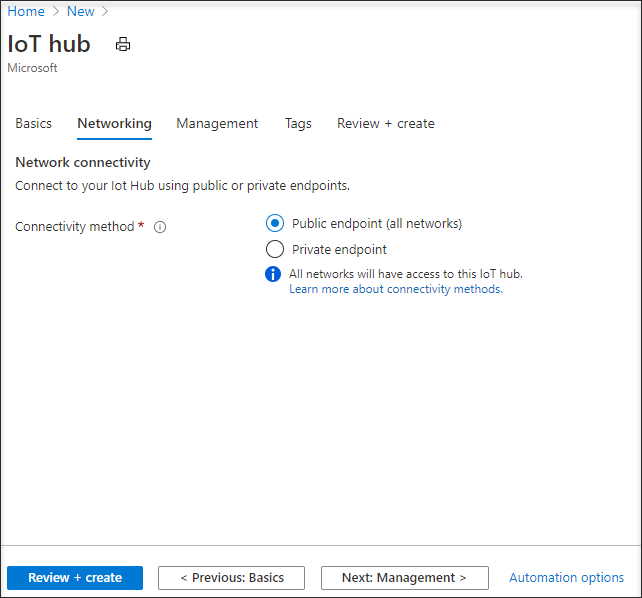 Home > New >
IoT hub
Microsoft
Basics Networking Management Tags Review + create
Network connectivity
Connect to your Iot Hub using public or private endpoints.
Connectivity method *
Public endpoint (all networks)
Private endpoint
All networks will have access to this IoT hub.
Learn more about connectivity methods.
Review + create < Previous: Basics Next: Management > Automation options